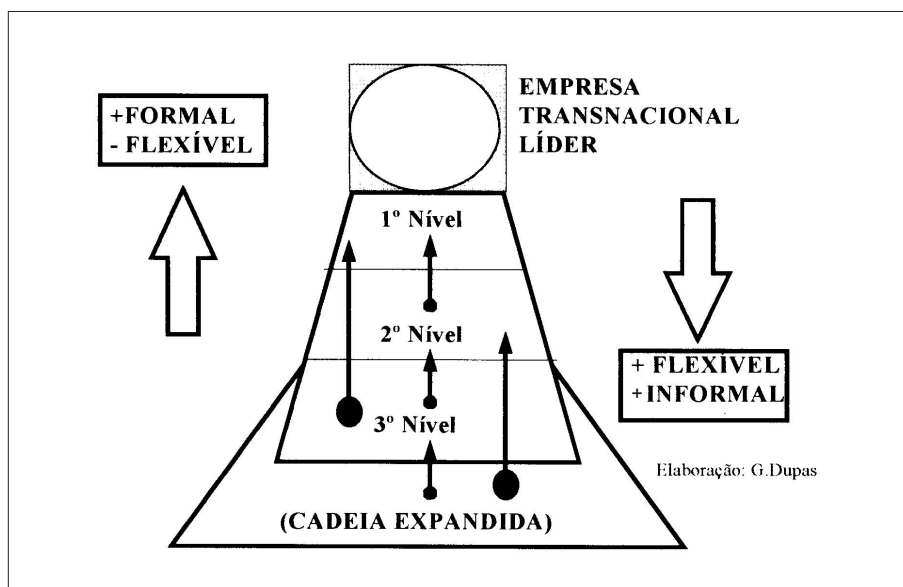 EMPRESA
TRANSNACIONAL
LÍDER
+FORMAL
- FLEXÍVEL
1º Nível
2º Nível
+ FLEXÍVEL
+INFORMAL
3º Nível
Elaboração: G.Dupas
(CADEIA EXPANDIDA)